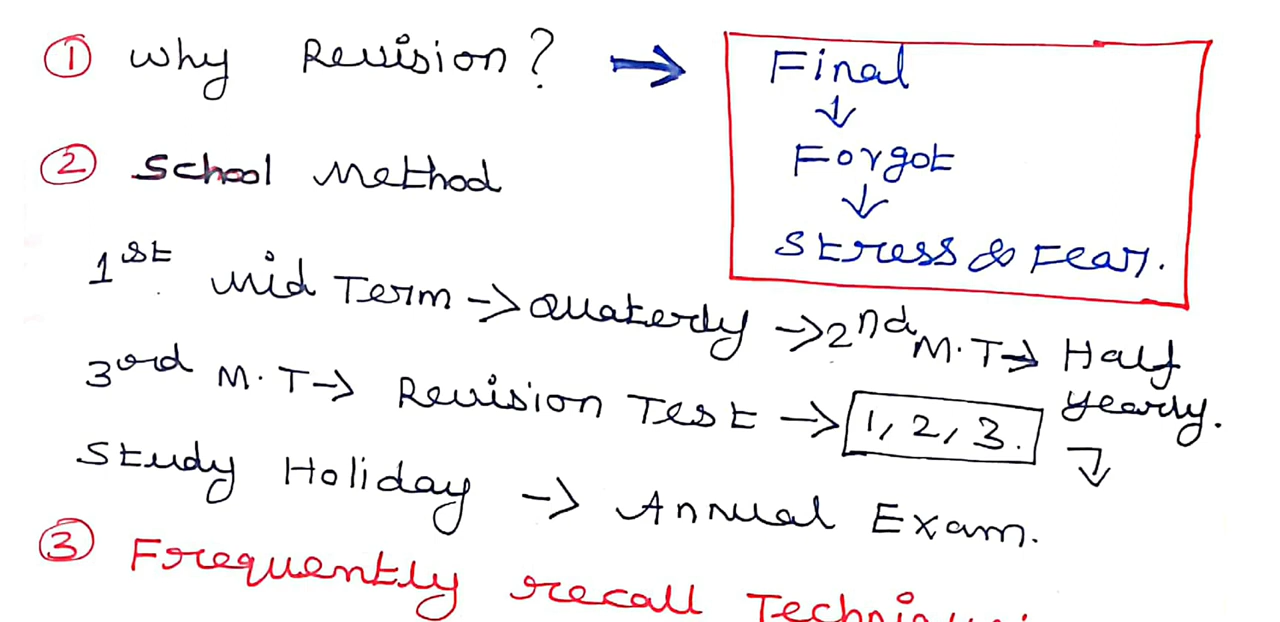 ① Why Revision? → Final
↓
Forgot
↓
Stress & Fear.
② School Method
1st mid Term → Quaterly → 2nd M.T → Half yearly.
3rd M.T → Revision Test → 1, 2, 3. ↴
Study Holiday → Annual Exam.
③ Frequently recall